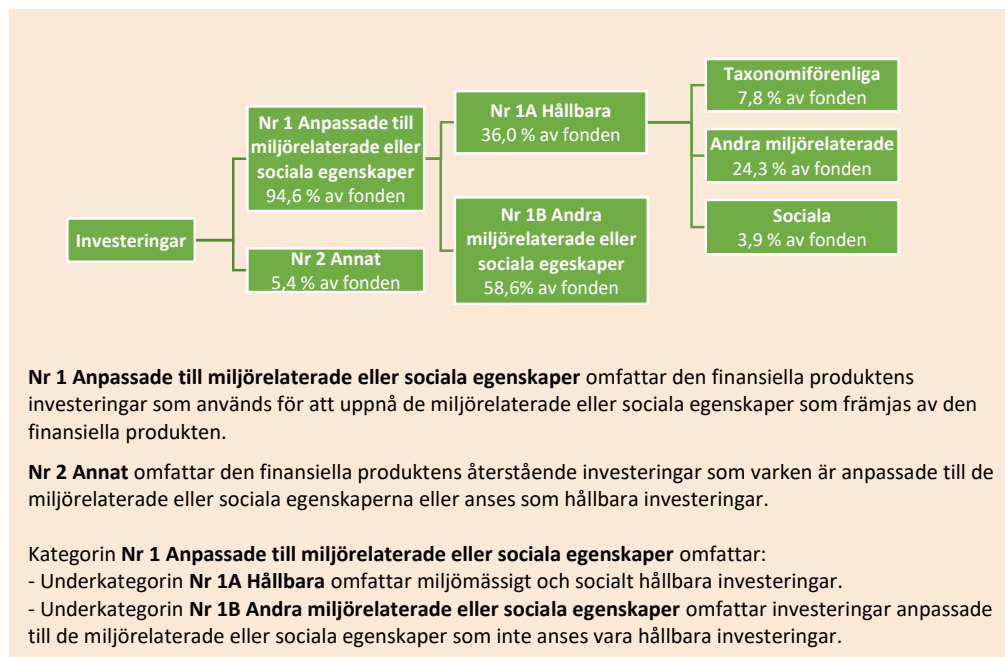 Investeringar
Nr 1 Anpassade till
miljörelaterade eller
sociala egenskaper
94,6 % av fonden
Nr 2 Annat
5,4 % av fonden
Nr 1A Hållbara
36,0 % av fonden
Nr 1B Andra
miljörelaterade eller
sociala egeskaper
58,6% av fonden
Taxonomiförenliga
7,8 % av fonden
Andra miljörelaterade
24,3 % av fonden
Sociala
3,9 % av fonden
Nr 1 Anpassade till miljörelaterade eller sociala egenskaper omfattar den finansiella produktens
investeringar som används för att uppnå de miljörelaterade eller sociala egenskaper som främjas av den
finansiella produkten.
Nr 2 Annat omfattar den finansiella produktens återstående investeringar som varken är anpassade till de
miljörelaterade eller sociala egenskaperna eller anses som hållbara investeringar.
Kategorin Nr 1 Anpassade till miljörelaterade eller sociala egenskaper omfattar:
- Underkategorin Nr 1A Hållbara omfattar miljömässigt och socialt hållbara investeringar.
- Underkategorin Nr 1B Andra miljörelaterade eller sociala egenskaper omfattar investeringar anpassade
till de miljörelaterade eller sociala egenskaper som inte anses vara hållbara investeringar.